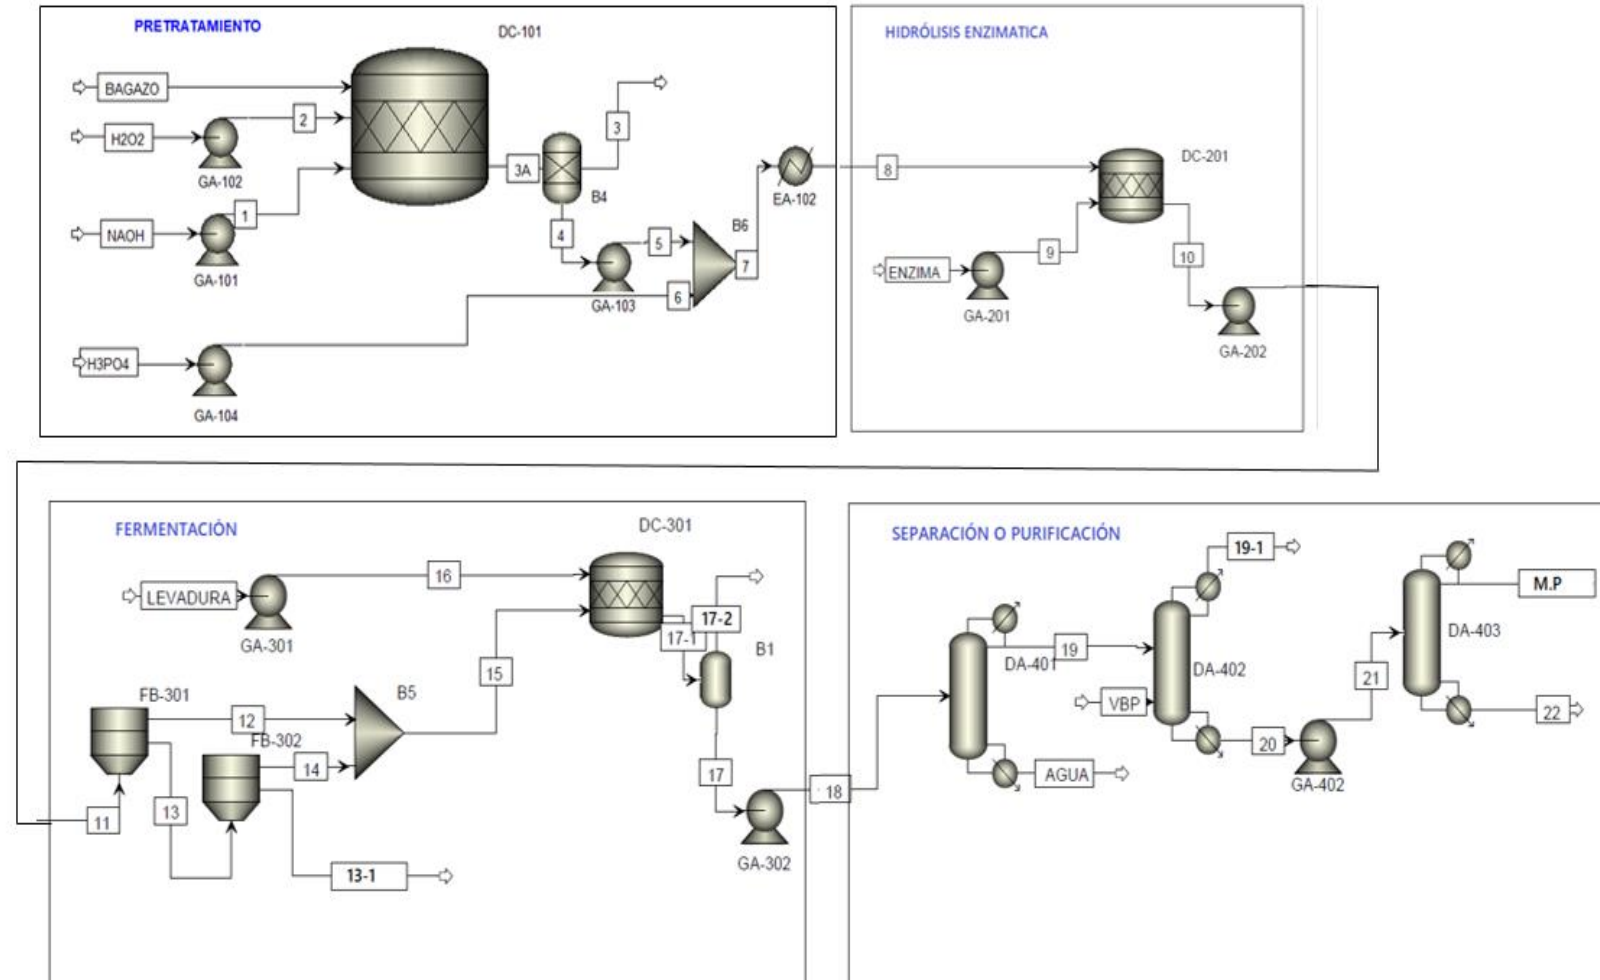 PRETRATAMIENTO
DC-101
BAGAZO
H2O2
2
GA-102
3A
3
B4
NAOH
1
GA-101
4
5
GA-103
B6
7
6
EA-102
H3PO4
GA-104
HIDRÓLISIS ENZIMATICA
8
DC-201
ENZIMA
9
GA-201
10
GA-202
FERMENTACIÓN
DC-301
LEVADURA
16
GA-301
17-1
17-2
B1
15
FB-301
12
B5
FB-302
14
11
13
13-1
17
GA-302
18
SEPARACIÓN O PURIFICACIÓN
19-1
DA-401
19
DA-402
VBP
AGUA
20
GA-402
21
M.P
DA-403
22